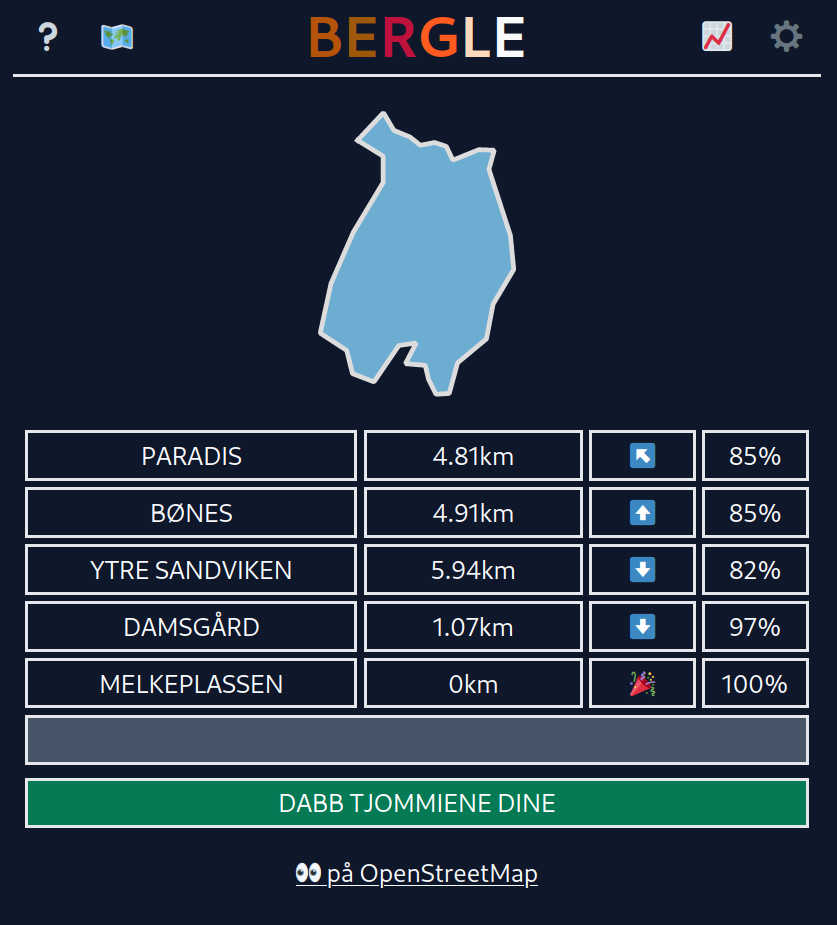 ?
BERGLE
PARADIS 4.81km 85%
BØNES 4.91km 85%
YTRE SANDVIKEN 5.94km 82%
DAMSGÅRD 1.07km 97%
MELKEPLASSEN 0km 100%
DABB TJOMMIENE DINE
på OpenStreetMap